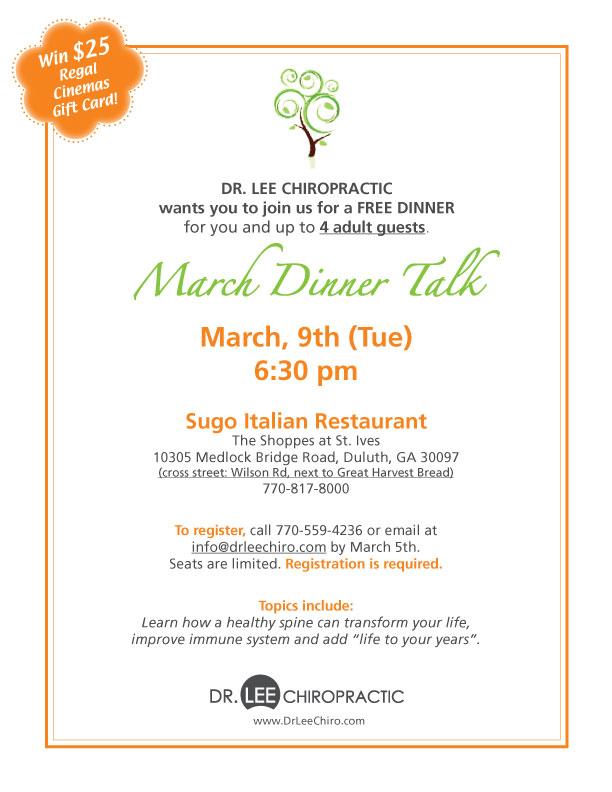 Win $25
Regal
Cinemas
Gift Card!
DR. LEE CHIROPRACTIC
wants you to join us for a FREE DINNER
for you and up to 4 adult guests.
March Dinner Talk
March, 9th (Tue)
6:30 pm
Sugo Italian Restaurant
The Shoppes at St. Ives
10305 Medlock Bridge Road, Duluth, GA 30097
(cross street: Wilson Rd, next to Great Harvest Bread)
770-817-8000
To register, call 770-559-4236 or email at
info@drleechiro.com by March 5th.
Seats are limited. Registration is required.
Topics include:
Learn how a healthy spine can transform your life,
improve immune system and add “life to your years”.
DR. LEE CHIROPRACTIC
www.DrLeeChiro.com